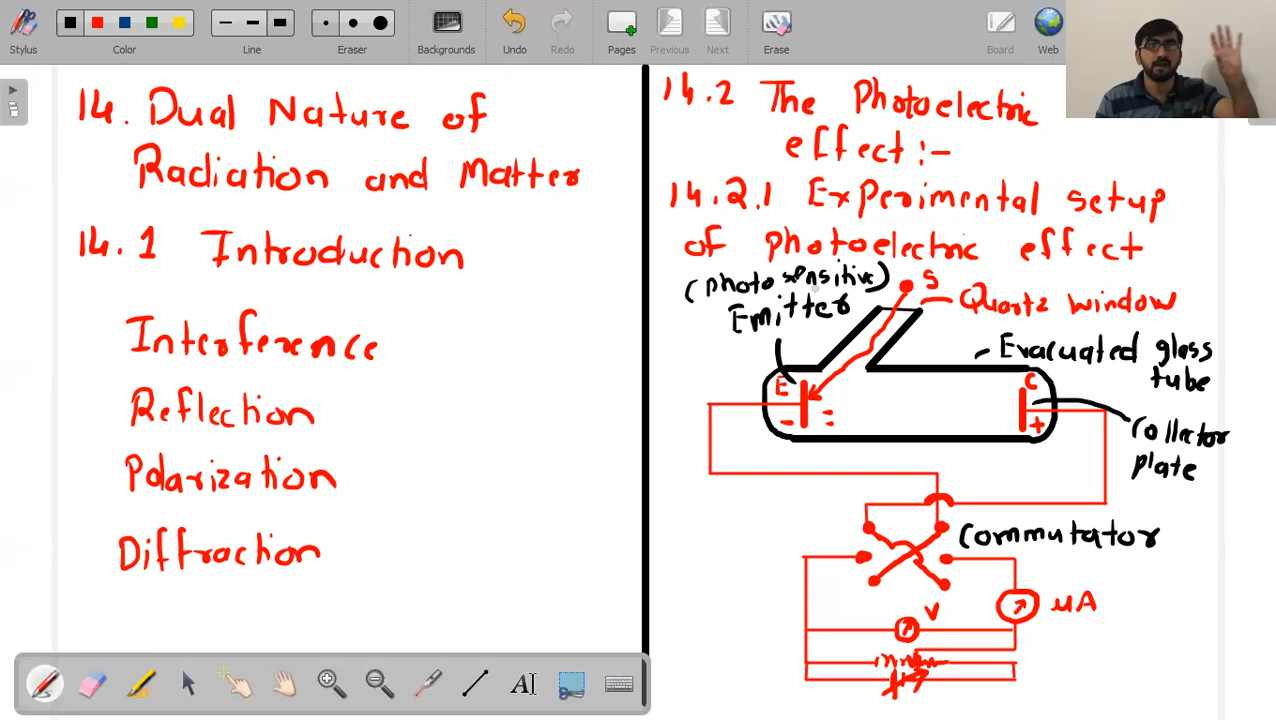 Stylus
Color
Line
Eraser
Backgrounds
Undo
Redo
Pages
Previous
Next
Erase
Board
Web
14. Dual Nature of
Radiation and Matter
14.1 Introduction
Interference
Reflection
Polarization
Diffraction
14.2 The Photoelectric
effect :-
14.2.1 Experimental setup
of photoelectric effect
(photo sensitive)
Emitter
S
Quartz window
Evacuated glass
tube
E
C
-
+
Collector
plate
Commutator
V
μA
A